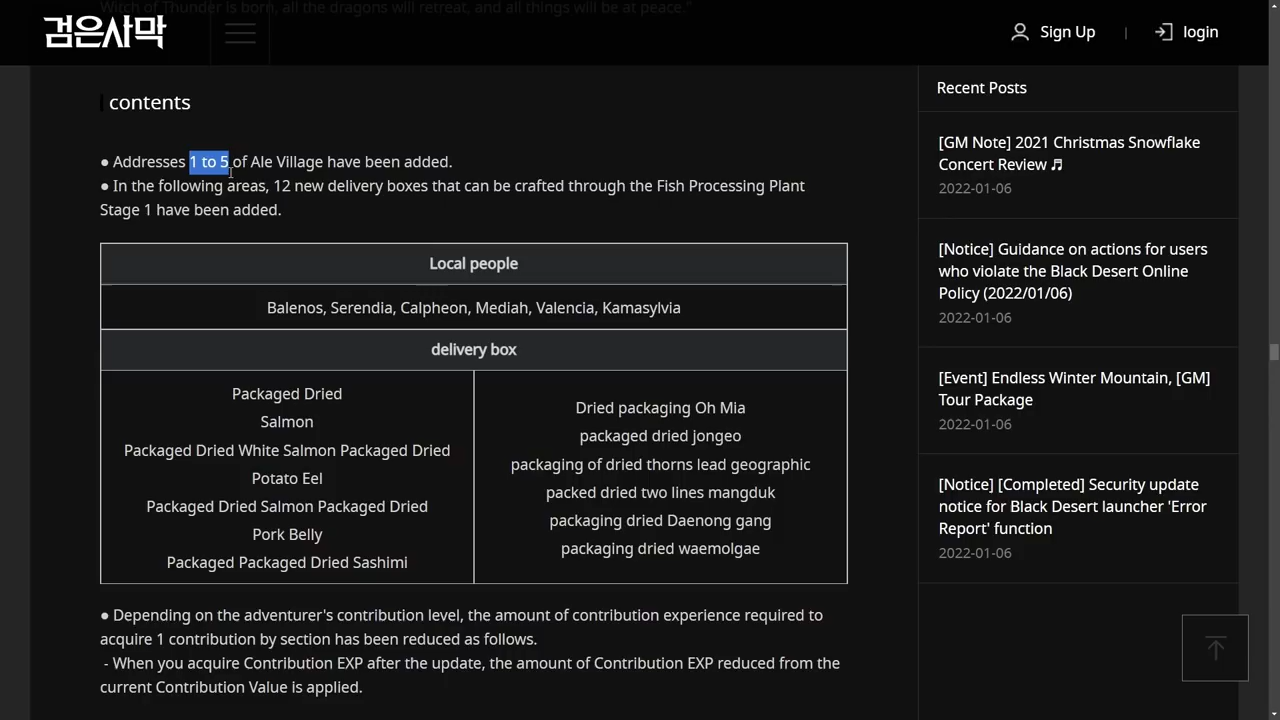 Witch of Thunder is born, all the dragons will retreat, and all things will be at peace."
검은사막
Sign Up
login
contents
● Addresses 1 to 5 of Ale Village have been added.
● In the following areas, 12 new delivery boxes that can be crafted through the Fish Processing Plant
Stage 1 have been added.
Local people
Balenos, Serendia, Calpheon, Mediah, Valencia, Kamasylvia
delivery box
Packaged Dried
Salmon
Packaged Dried White Salmon Packaged Dried
Potato Eel
Packaged Dried Salmon Packaged Dried
Pork Belly
Packaged Packaged Dried Sashimi
Dried packaging Oh Mia
packaged dried jongeo
packaging of dried thorns lead geographic
packed dried two lines mangduk
packaging dried Daenong gang
packaging dried waemolgae
● Depending on the adventurer's contribution level, the amount of contribution experience required to
acquire 1 contribution by section has been reduced as follows.
- When you acquire Contribution EXP after the update, the amount of Contribution EXP reduced from the
current Contribution Value is applied.
Recent Posts
[GM Note] 2021 Christmas Snowflake
Concert Review ♬
2022-01-06
[Notice] Guidance on actions for users
who violate the Black Desert Online
Policy (2022/01/06)
2022-01-06
[Event] Endless Winter Mountain, [GM]
Tour Package
2022-01-06
[Notice] [Completed] Security update
notice for Black Desert launcher 'Error
Report' function
2022-01-06